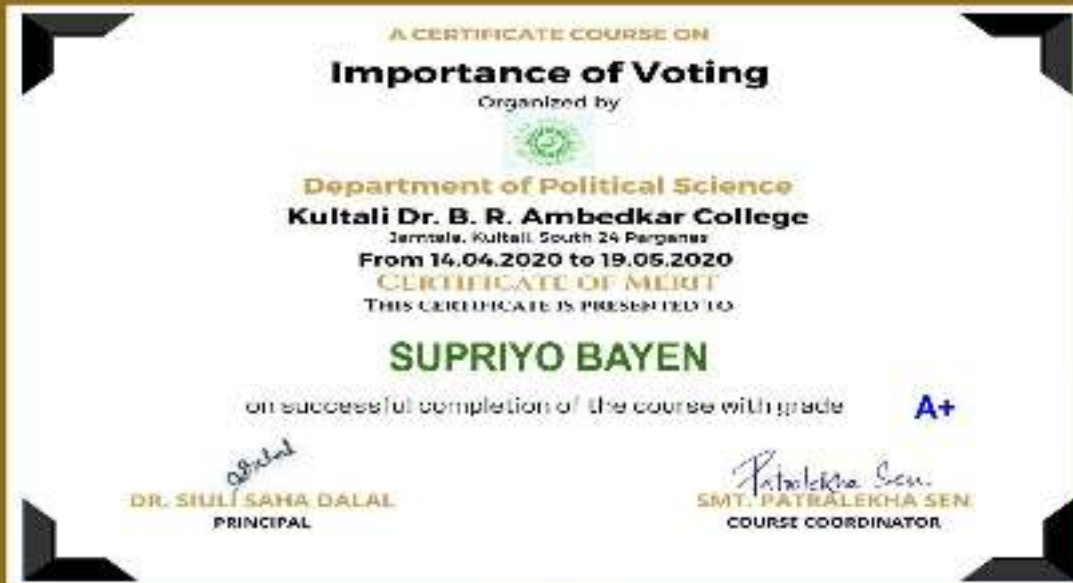 A CERTIFICATE COURSE ON
Importance of Voting
Organized by
Department of Political Science
Kultali Dr. B. R. Ambedkar College
Jamtala, Kultali, South 24 Parganas
From 14.04.2020 to 19.05.2020
CERTIFICATE OF MERIT
THIS CERTIFICATE IS PRESENTED TO
SUPRIYO BAYEN
on successful completion of the course with grade A+
DR. SIULI SAHA DALAL
PRINCIPAL
Patralekha Sen.
SMT. PATRALEKHA SEN
COURSE COORDINATOR